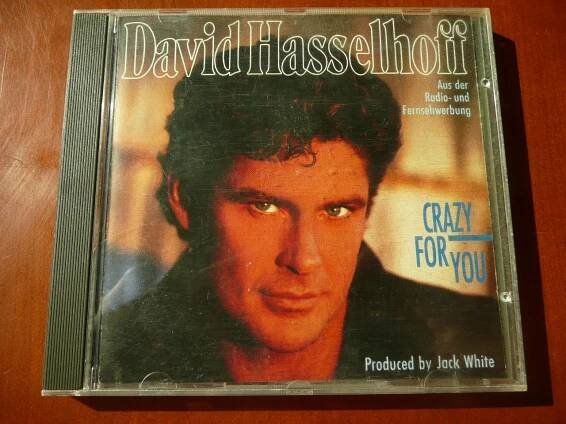 David Hasselhoff
Aus der
Radio- und
Fernsehwerbung
CRAZY
FOR
YOU
Produced by Jack White